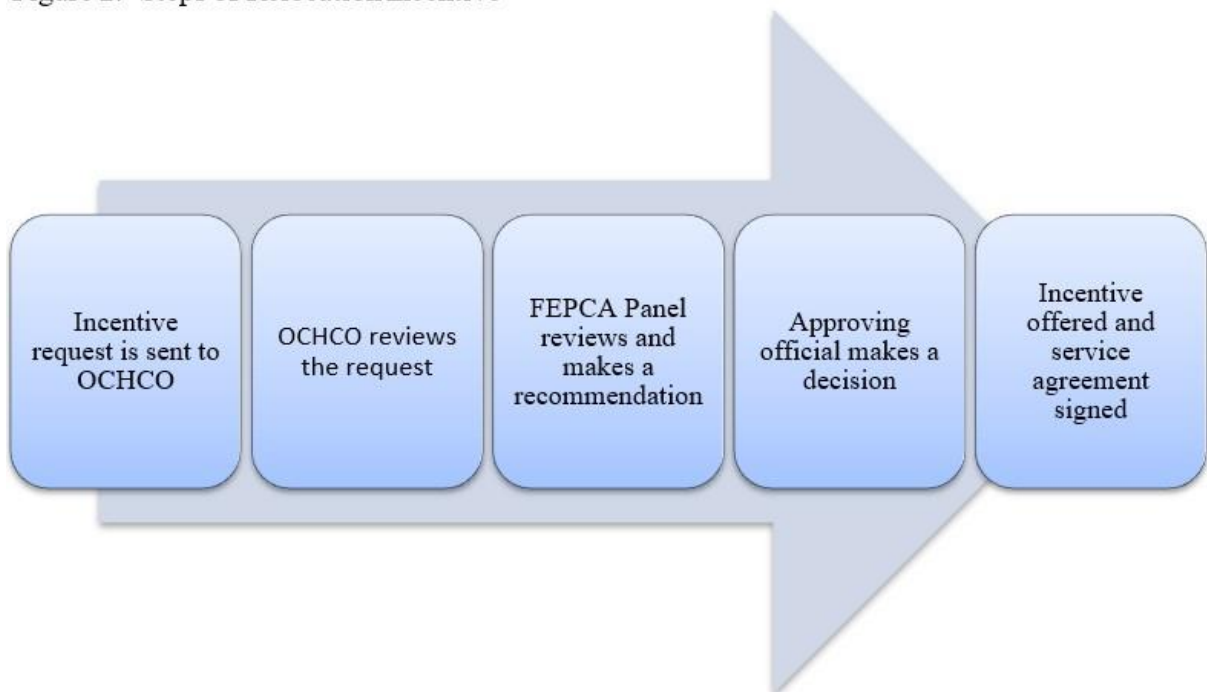 Incentive
request is sent to
OCHCO
OCHCO reviews
the request
FEPCA Panel
reviews and
makes a
recommendation
Approving
official makes a
decision
Incentive
offered and
service
agreement
signed